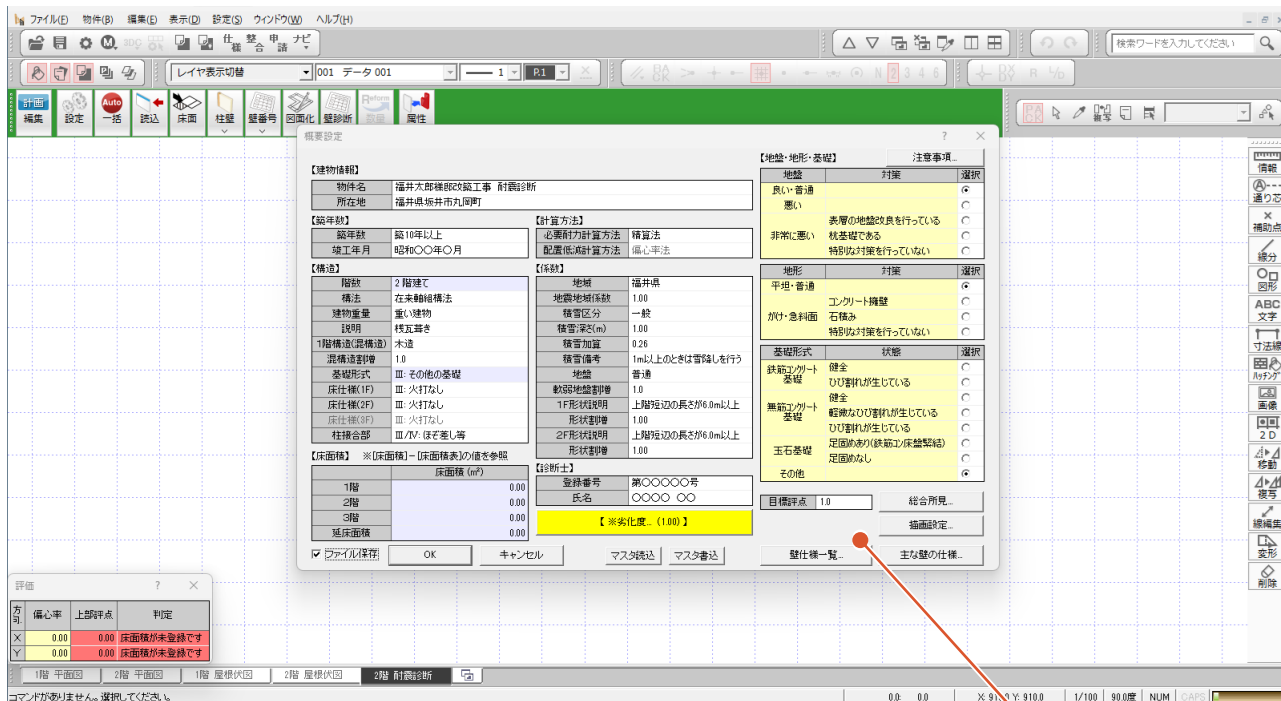 ファイル(F) 物件(B) 編集(E) 表示(D) 設定(S) ウィンドウ(W) ヘルプ(H)
3DC 仕様 整合 申請 ナビ 検索ワードを入力してください
レイヤ表示切替 001 データ 001 1 P.1 N 2 3 4 6 R
計画 編集 設定 Auto 一括 読込 床面 柱壁 壁番号 図面化 壁診断 Reform 数量 属性
複写
概要設定 ? ×
【建物情報】
物件名 福井太郎様邸改築工事 耐震診断
所在地 福井県坂井市丸岡町
【築年数】
築年数 築10年以上
竣工年月 昭和○○年○月
【計算方法】
必要耐力計算方法 積算法
配置低減計算方法 偏心率法
【構造】
階数 2階建て
構法 在来軸組構法
建物重量 重い建物
説明 桟瓦葺き
1階構造(混構造) 木造
混構造割増 1.0
基礎形式 Ⅲ: その他の基礎
床仕様(1F) Ⅲ: 火打なし
床仕様(2F) Ⅲ: 火打なし
床仕様(3F) Ⅲ: 火打なし
柱接合部 Ⅲ/Ⅳ: ほぞ差し等
【係数】
地域 福井県
地震地域係数 1.00
積雪区分 一般
積雪深さ(m) 1.00
積雪加算 0.26
積雪備考 1m以上のときは雪降しを行う
地盤 普通
軟弱地盤割増 1.0
1F形状説明 上階短辺の長さが6.0m以上
形状割増 1.00
2F形状説明 上階短辺の長さが6.0m以上
形状割増 1.00
【床面積】 ※[床面積]－[床面積表]の値を参照
床面積 (m²)
1階 0.00
2階 0.00
3階 0.00
延床面積 0.00
【診断士】
登録番号 第○○○○○号
氏名 ○○○○ ○○
【 ※劣化度... (1.00) 】
ファイル保存 OK キャンセル マスタ読込 マスタ書込
【地盤・地形・基礎】 注意事項...
地盤 対策 選択
良い・普通
悪い
非常に悪い
表層の地盤改良を行っている
杭基礎である
特別な対策を行っていない
地形 対策 選択
平坦・普通
がけ・急斜面
コンクリート擁壁
石積み
特別な対策を行っていない
基礎形式 状態 選択
鉄筋コンクリート基礎
健全
ひび割れが生じている
無筋コンクリート基礎
健全
軽微なひび割れが生じている
ひび割れが生じている
玉石基礎
足固めあり(鉄筋コン床盤緊結)
足固めなし
その他
目標評点 1.0 総合所見...
描画設定...
壁仕様一覧... 主な壁の仕様...
情報
通り芯
補助点
線分
図形
ABC
文字
寸法線
ハッチング
画像
2 D
移動
複写
線編集
変形
削除
評価 ? ×
方向 偏心率 上部評点 判定
X 0.00 0.00 床面積が未登録です
Y 0.00 0.00 床面積が未登録です
1階 平面図 2階 平面図 1階 屋根伏図 2階 屋根伏図 2階 耐震診断
コマンドがありません。選択してください。 0.0: 0.0 Y: 910.0 1/100 90.0度 NUM CAPS